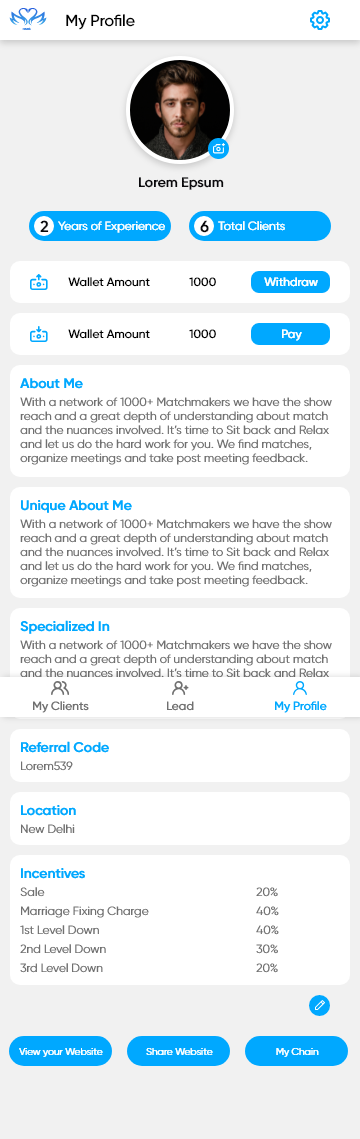 My Profile
Lorem Epsum
2 Years of Experience
6 Total Clients
Wallet Amount 1000 Withdraw
Wallet Amount 1000 Pay
About Me
With a network of 1000+ Matchmakers we have the show
reach and a great depth of understanding about match
and the nuances involved. It's time to Sit back and Relax
and let us do the hard work for you. We find matches,
organize meetings and take post meeting feedback.
Unique About Me
With a network of 1000+ Matchmakers we have the show
reach and a great depth of understanding about match
and the nuances involved. It's time to Sit back and Relax
and let us do the hard work for you. We find matches,
organize meetings and take post meeting feedback.
Specialized In
With a network of 1000+ Matchmakers we have the show
reach and a great depth of understanding about match
and the nuances involved. It's time to Sit back and Relax
My Clients Lead My Profile
Referral Code
Lorem539
Location
New Delhi
Incentives
Sale 20%
Marriage Fixing Charge 40%
1st Level Down 40%
2nd Level Down 30%
3rd Level Down 20%
View your Website Share Website My Chain